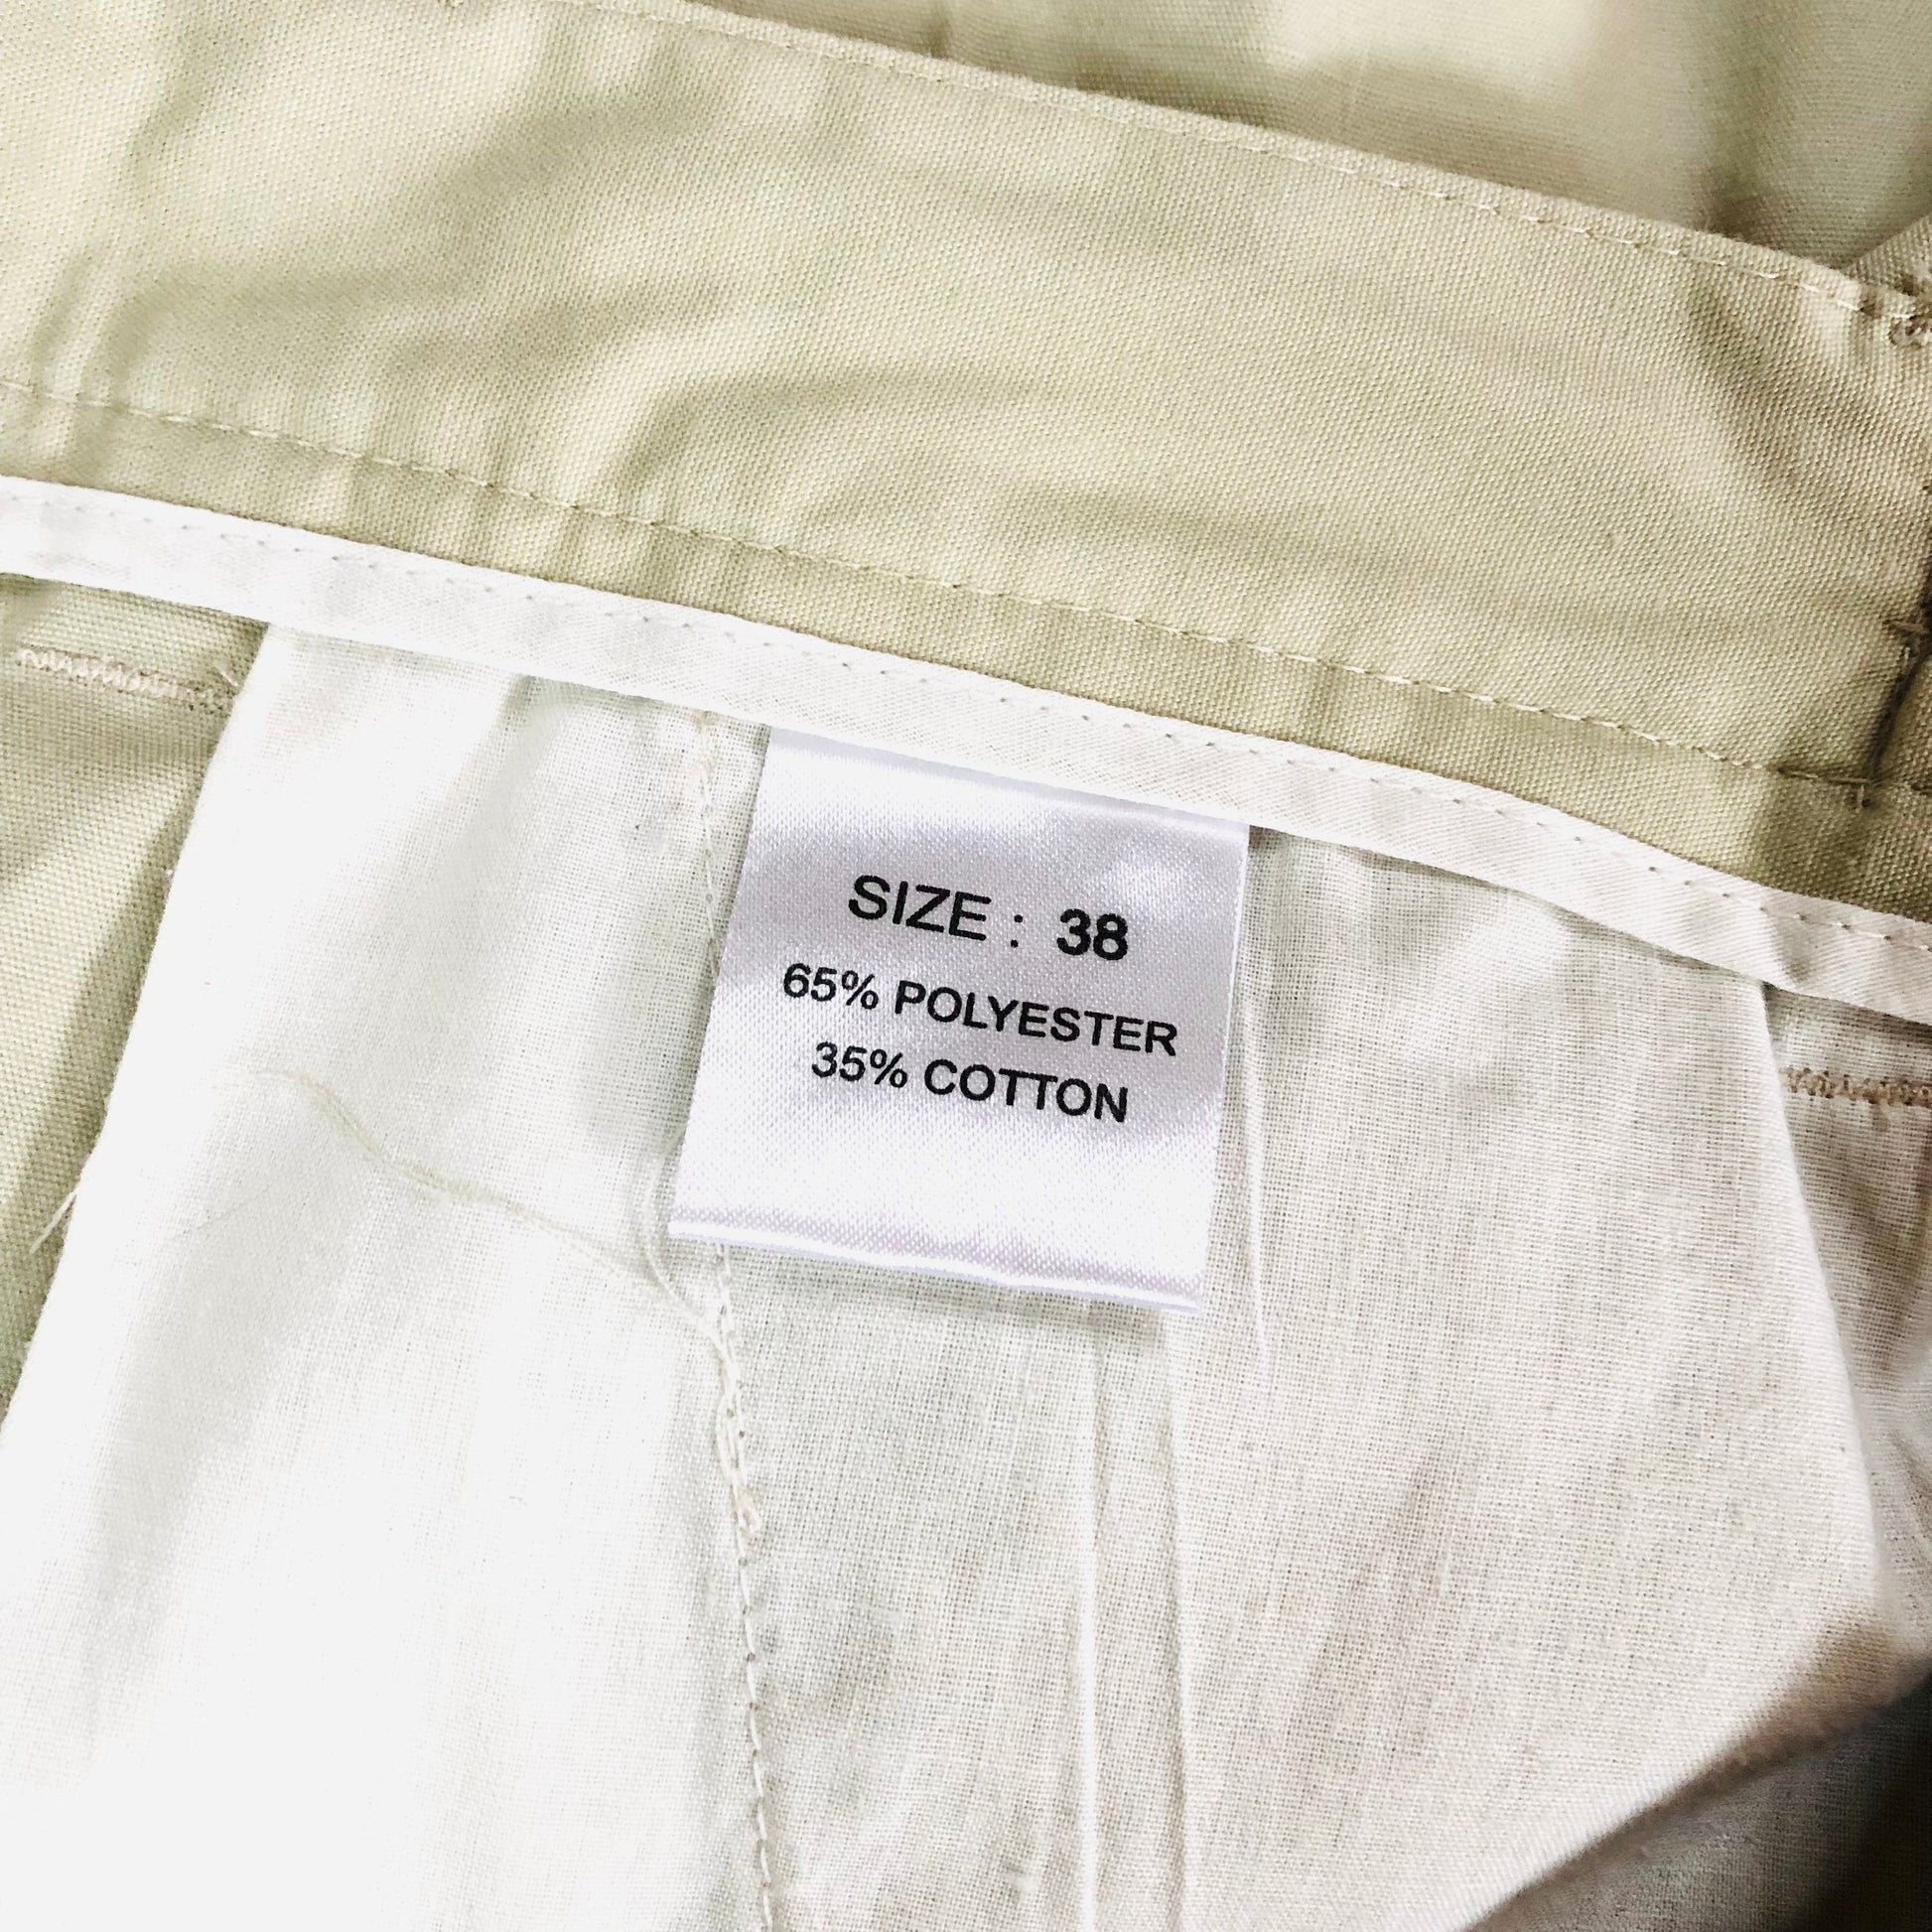 SIZE : 38
65% POLYESTER
35% COTTON